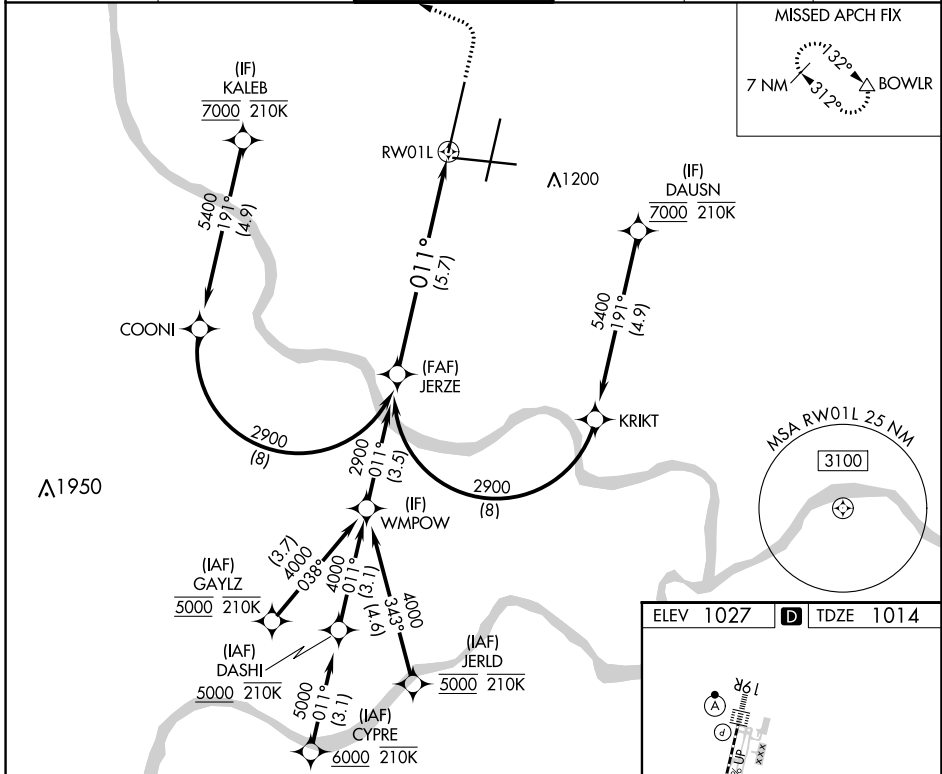 MISSED APCH FIX
132°
7 NM
BOWLR
312°
(IF)
KALEB
7000 210K
RW01L
1200
(IF)
DAUSN
7000 210K
5400
191°
(4.9)
011°
(5.7)
5400
191°
(4.9)
COONI
(FAF)
JERZE
KRIKT
2900
(8)
2900
011°
(3.5)
2900
(8)
MSA RW01L 25 NM
3100
1950
(IF)
WMPOW
(3.7)
4000
038°
4000
011°
(3.1)
4000
343°
(4.6)
(IAF)
GAYLZ
5000 210K
(IAF)
DASHI
5000 210K
(IAF)
JERLD
5000 210K
5000
011°
(3.1)
(IAF)
CYPRE
6000 210K
ELEV 1027 D TDZE 1014
19R
A
P
% UP
XXX